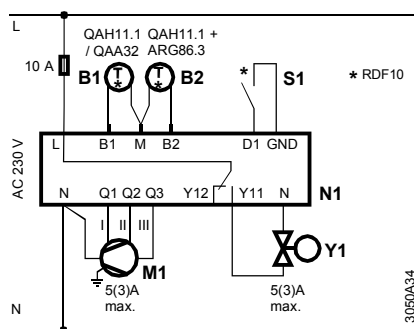 L
QAH11.1 / QAA32
QAH11.1 + ARG86.3
10 A
B1
T
*
T
*
B2
*
S1
* RDF10
AC 230 V
L B1 M B2 D1 GND
N Q1 Q2 Q3 Y12 Y11 N
N1
I II III
M1
Y1
5(3)A max.
5(3)A max.
N
3050A34